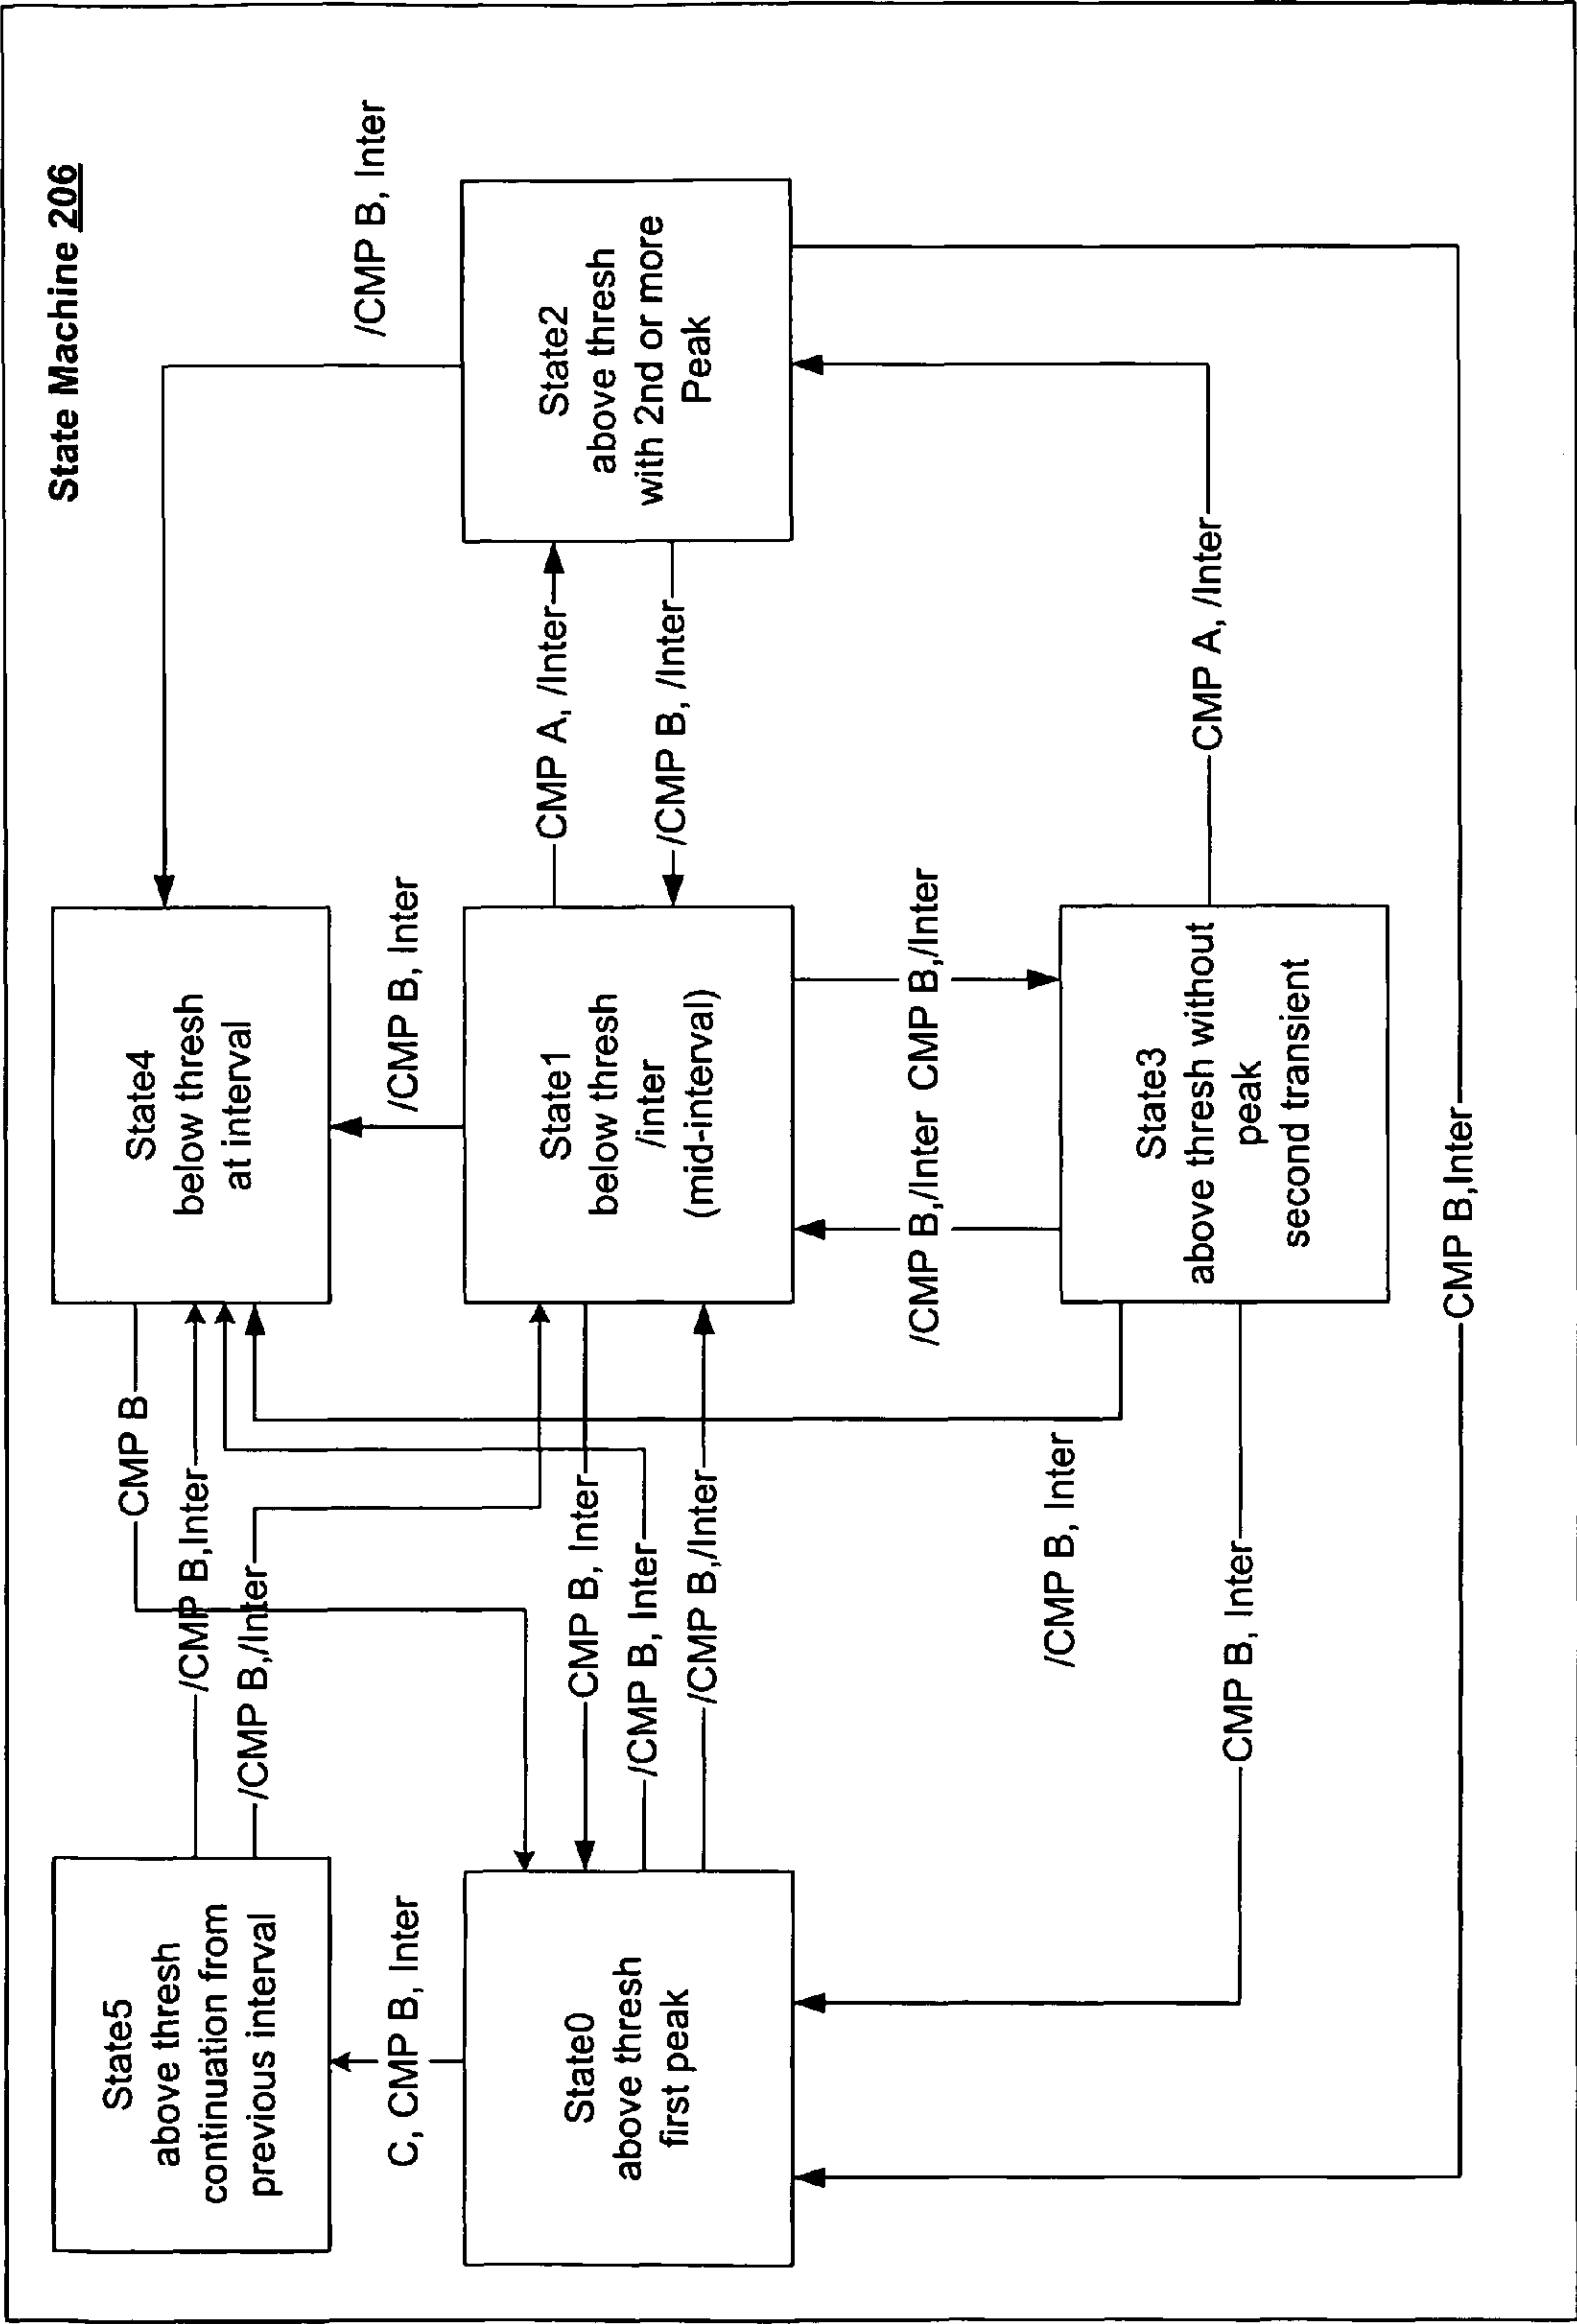 State Machine 206
State5
above thresh
continuation from
previous interval
C, CMP B, Inter
State0
above thresh
first peak
CMP B
/CMP B,Inter
/CMP B,/Inter
CMP B, Inter
/CMP B, Inter
/CMP B,/Inter
State4
below thresh
at interval
/CMP B, Inter
State1
below thresh
/inter
(mid-interval)
/CMP B,/Inter
CMP B,/Inter
State3
above thresh without
peak
second transient
/CMP B, Inter
CMP B, Inter
/CMP B, Inter
CMP A, /Inter
/CMP B, /Inter
State2
above thresh
with 2nd or more
Peak
CMP A, /Inter
CMP B,Inter